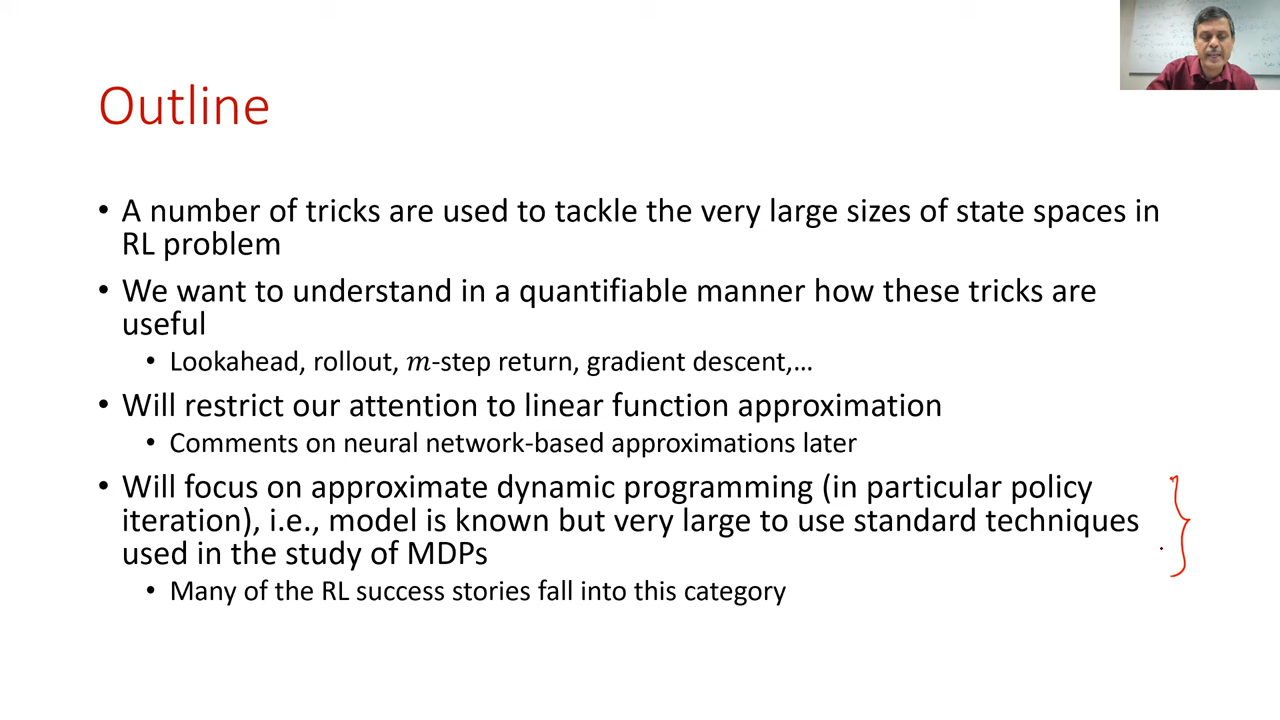 Outline
• A number of tricks are used to tackle the very large sizes of state spaces in
RL problem
• We want to understand in a quantifiable manner how these tricks are
useful
• Lookahead, rollout, m-step return, gradient descent,…
• Will restrict our attention to linear function approximation
• Comments on neural network-based approximations later
• Will focus on approximate dynamic programming (in particular policy
iteration), i.e., model is known but very large to use standard techniques
used in the study of MDPs
• Many of the RL success stories fall into this category